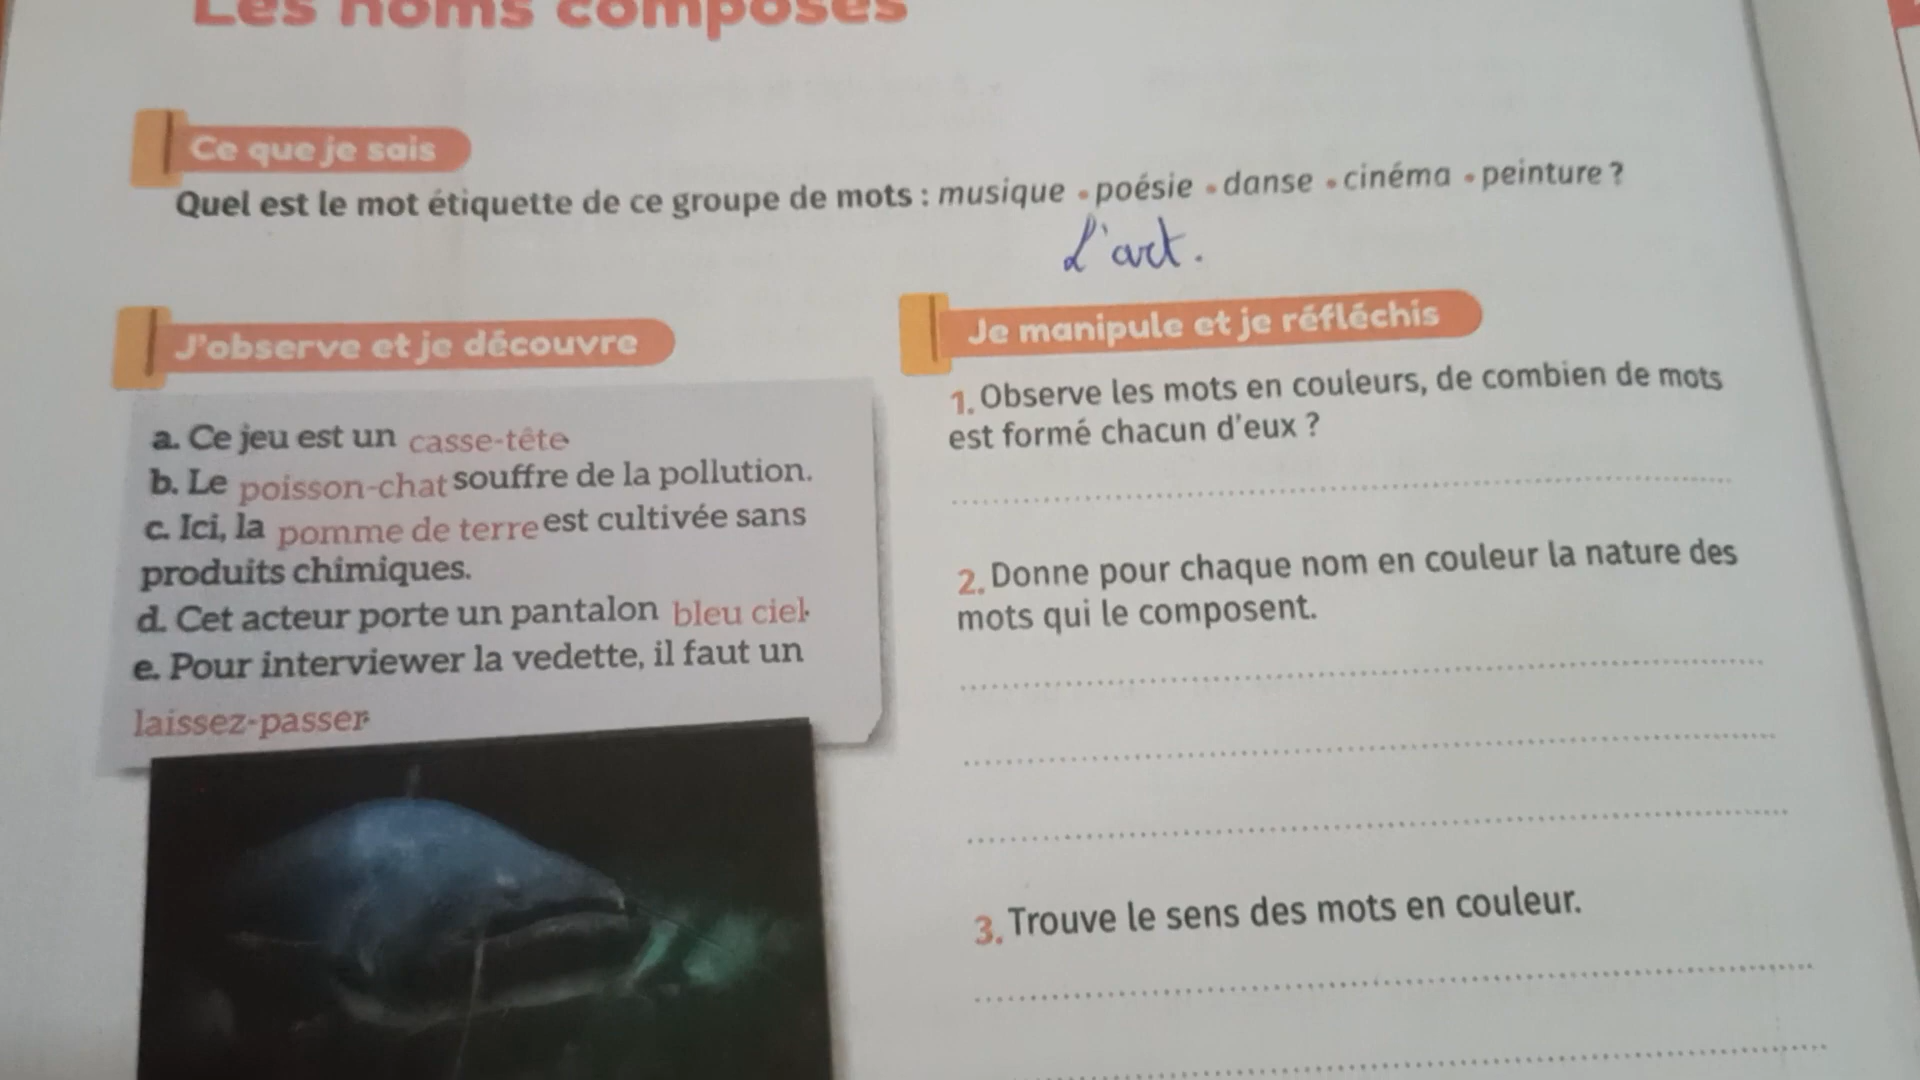 Les noms composés
Ce que je sais
Quel est le mot étiquette de ce groupe de mots : musique • poésie • danse • cinéma • peinture ?
L'art.
J'observe et je découvre
a. Ce jeu est un casse-tête
b. Le poisson-chat souffre de la pollution.
c. Ici, la pomme de terre est cultivée sans
produits chimiques.
d. Cet acteur porte un pantalon bleu ciel.
e. Pour interviewer la vedette, il faut un
laissez-passer
Je manipule et je réfléchis
1. Observe les mots en couleurs, de combien de mots
est formé chacun d'eux ?
2. Donne pour chaque nom en couleur la nature des
mots qui le composent.
3. Trouve le sens des mots en couleur.